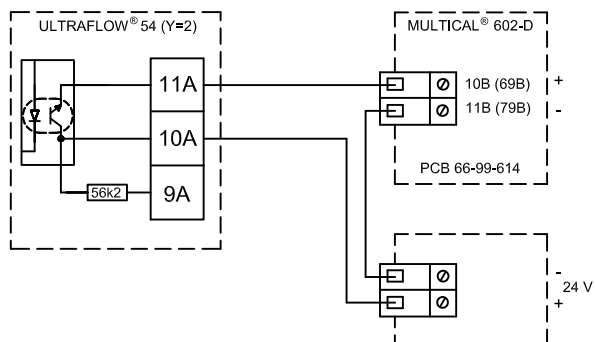 ULTRAFLOW® 54 (Y=2)
11A
10A
9A
56k2
MULTICAL® 602-D
10B (69B)
+
11B (79B)
-
PCB 66-99-614
-
24 V
+